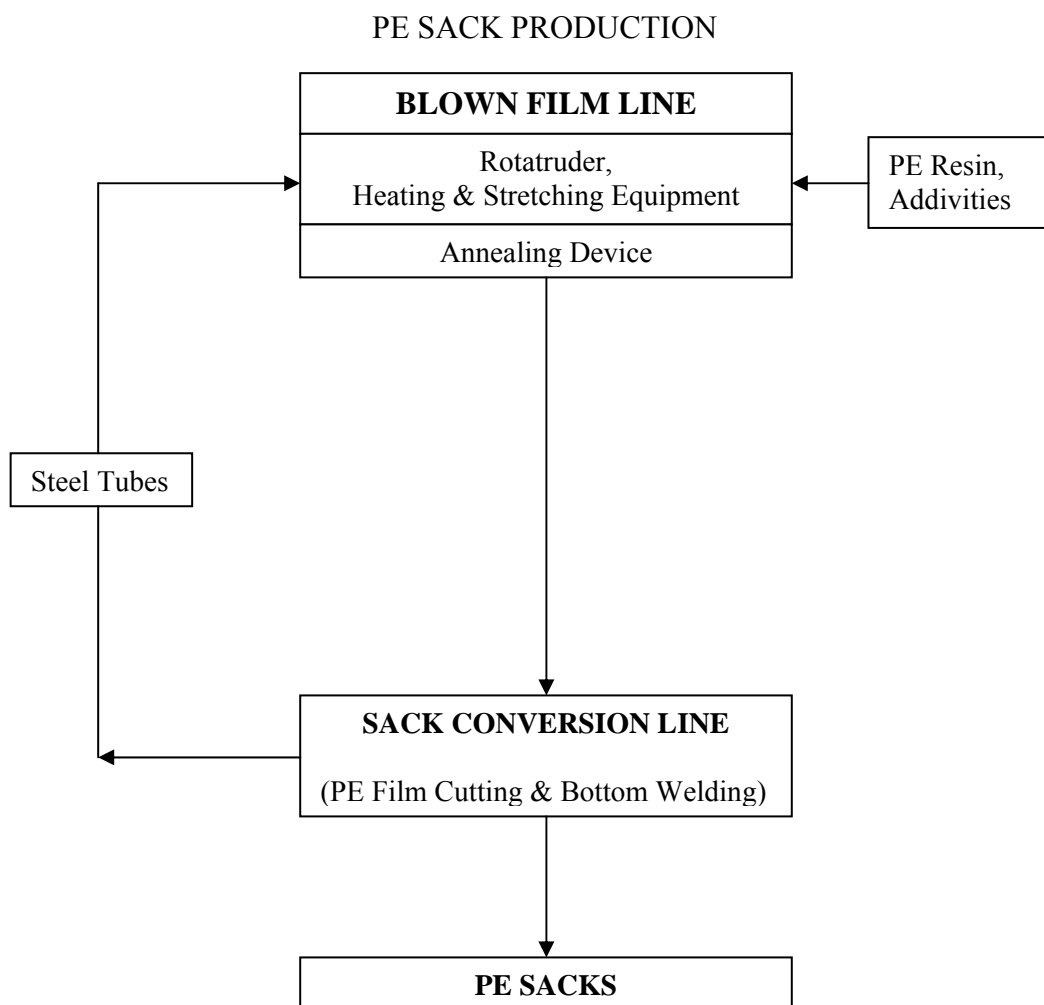 PE SACK PRODUCTION
BLOWN FILM LINE
Rotatruder,
Heating & Stretching Equipment
PE Resin,
Addivities
Annealing Device
Steel Tubes
SACK CONVERSION LINE
(PE Film Cutting & Bottom Welding)
PE SACKS